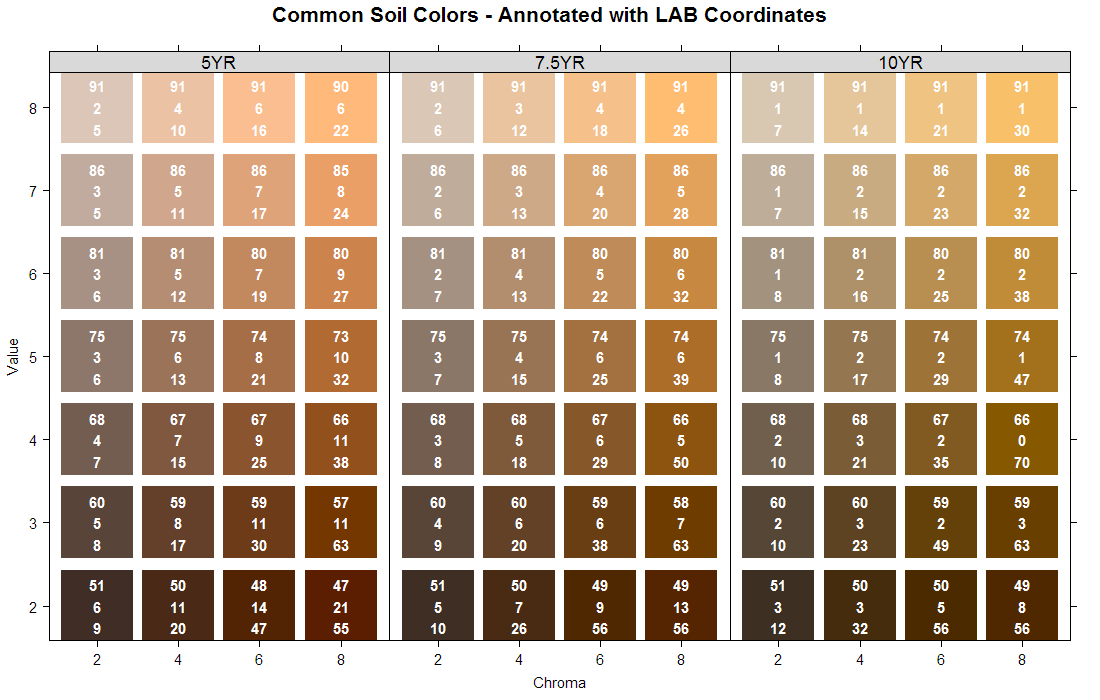 Common Soil Colors - Annotated with LAB Coordinates
5YR 7.5YR 10YR
91 91 91 90 91 91 91 91 91 91 91 91
8 2 4 6 6 2 3 4 4 1 1 1 1
5 10 16 22 6 12 18 26 7 14 21 30
86 86 86 85 86 86 86 86 86 86 86 86
7 3 5 7 8 2 3 4 5 1 2 2 2
5 11 17 24 6 13 20 28 7 15 23 32
81 81 80 80 81 81 80 80 81 81 80 80
6 3 5 7 9 2 4 5 6 1 2 2 2
6 12 19 27 7 13 22 32 8 16 25 38
75 75 74 73 75 75 74 74 75 75 74 74
Value 5 3 6 8 10 3 4 6 6 1 2 2 1
6 13 21 32 7 15 25 39 8 17 29 47
68 67 67 66 68 68 67 66 68 68 67 66
4 4 7 9 11 3 5 6 5 2 3 2 0
7 15 25 38 8 18 29 50 10 21 35 70
60 59 59 57 60 60 59 58 60 60 59 59
3 5 8 11 11 4 6 6 7 2 3 2 3
8 17 30 63 9 20 38 63 10 23 49 63
51 50 48 47 51 50 49 49 51 50 50 49
2 6 11 14 21 5 7 9 13 3 3 5 8
9 20 47 55 10 26 56 56 12 32 56 56
2 4 6 8 2 4 6 8 2 4 6 8
Chroma